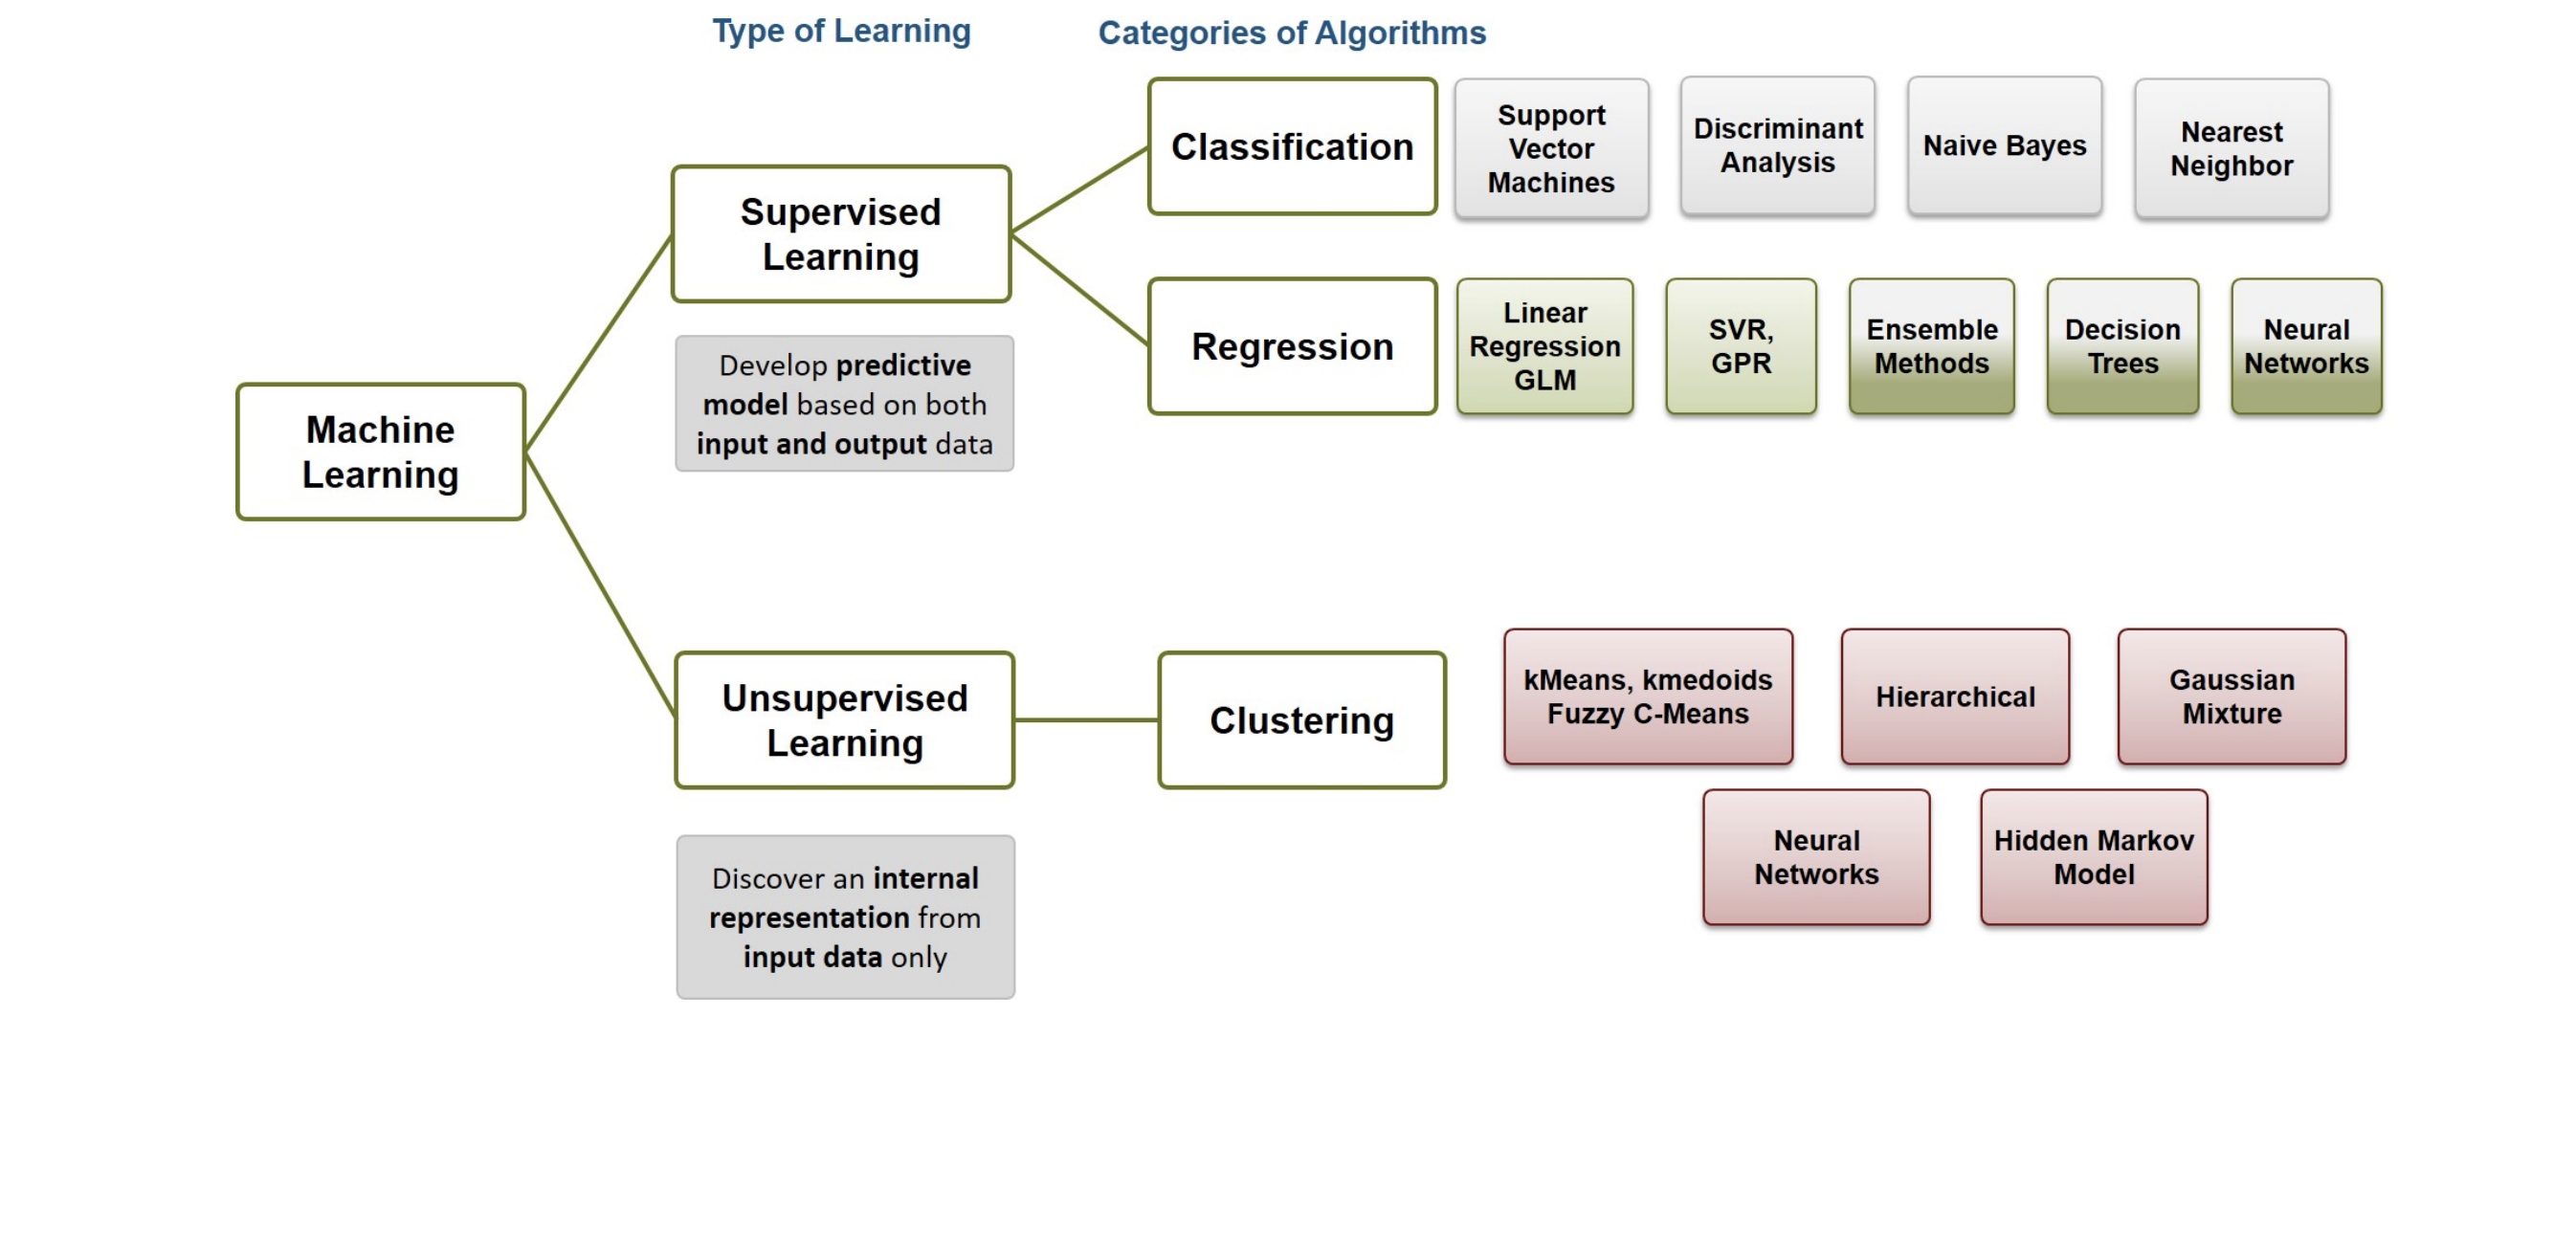 Type of Learning
Categories of Algorithms
Machine
Learning
Supervised
Learning
Develop predictive
model based on both
input and output data
Classification
Support
Vector
Machines
Discriminant
Analysis
Naive Bayes
Nearest
Neighbor
Regression
Linear
Regression
GLM
SVR,
GPR
Ensemble
Methods
Decision
Trees
Neural
Networks
Unsupervised
Learning
Discover an internal
representation from
input data only
Clustering
kMeans, kmedoids
Fuzzy C-Means
Hierarchical
Gaussian
Mixture
Neural
Networks
Hidden Markov
Model